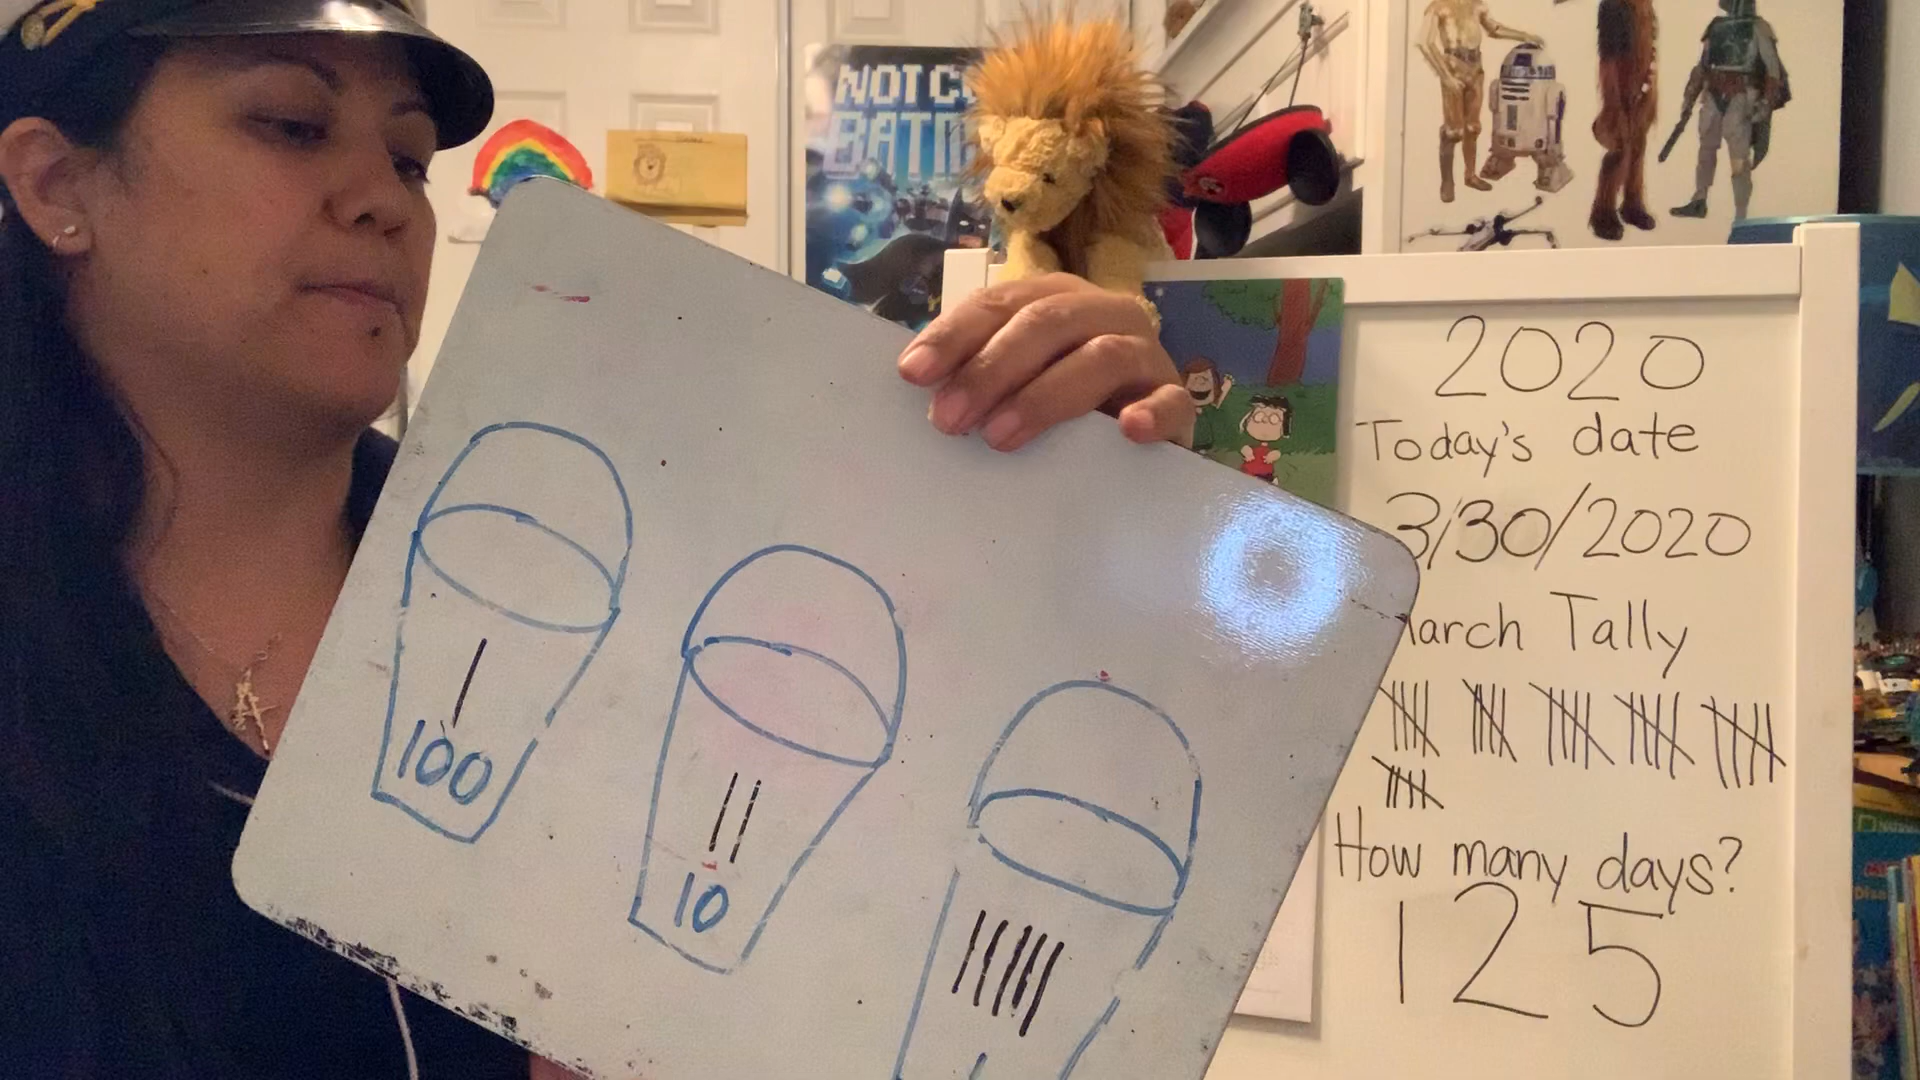 NOT C
BATM
100
10
2020
Today's date
3/30/2020
arch Tally
How many days?
125